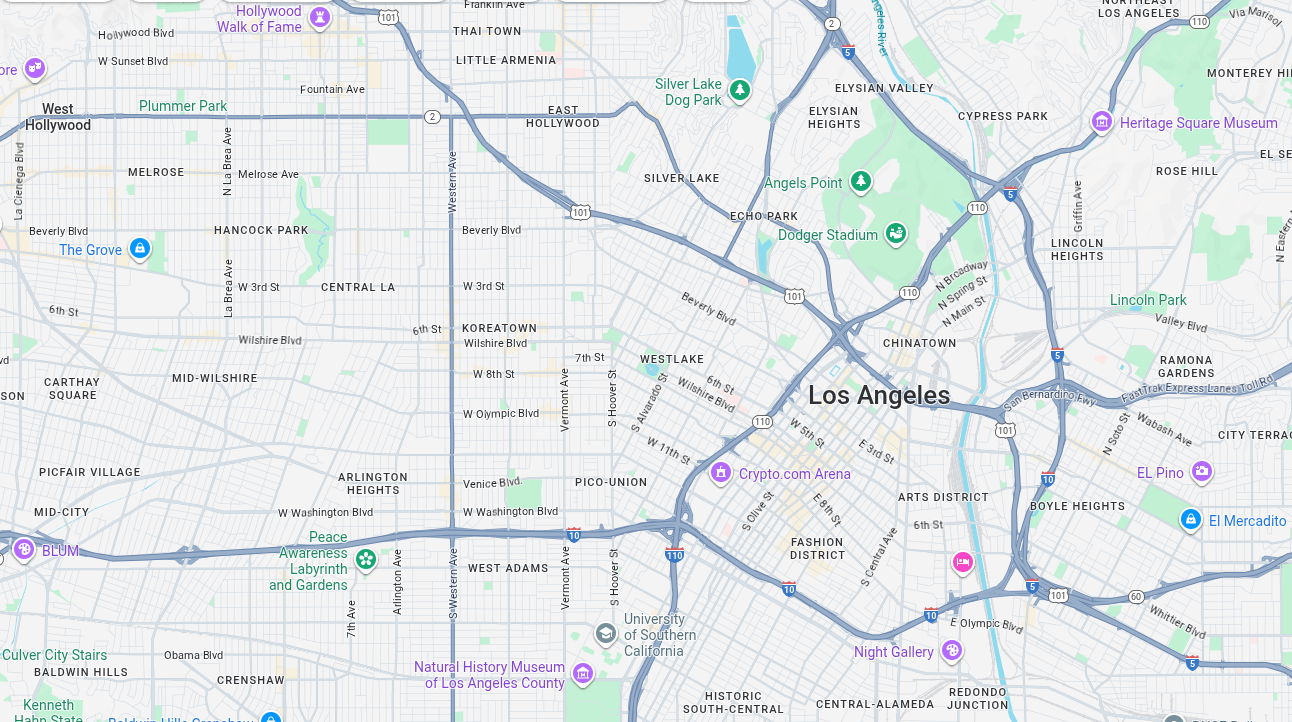 Hollywood
Walk of Fame
101
Franklin Ave
2
NORTHEAST
LOS ANGELES
Via Marisol
110
Hollywood Blvd
THAI TOWN
5
W Sunset Blvd
LITTLE ARMENIA
ore
MONTEREY HI
Silver Lake
Dog Park
ELYSIAN VALLEY
Fountain Ave
Plummer Park
West
Hollywood
2
EAST
HOLLYWOOD
ELYSIAN
HEIGHTS
CYPRESS PARK
Heritage Square Museum
La Cienega Blvd
N La Brea Ave
Western Ave
EL SE
MELROSE
Melrose Ave
SILVER LAKE
Angels Point
5
ROSE HILL
Griffin Ave
110
101
ECHO PARK
Beverly Blvd
HANCOCK PARK
Beverly Blvd
Dodger Stadium
The Grove
LINCOLN
HEIGHTS
La Brea Ave
W 3rd St
CENTRAL LA
W 3rd St
N Broadway
N Spring St
N Main St
101
110
Lincoln Park
6th St
Beverly Blvd
Valley Blvd
6th St
KOREATOWN
Wilshire Blvd
Wilshire Blvd
CHINATOWN
7th St
WESTLAKE
5
RAMONA
GARDENS
vd
MID-WILSHIRE
W 8th St
CARTHAY
SQUARE
SON
Vermont Ave
S Hoover St
S Alvarado St
6th St
Wilshire Blvd
Los Angeles
San Bernardino Fwy
FastTrak Express Lanes Toll Rd
W Olympic Blvd
110
W 5th St
101
N Soto St
Wabash Ave
CITY TERRAC
W 11th St
E 3rd St
PICFAIR VILLAGE
ARLINGTON
HEIGHTS
Venice Blvd.
PICO-UNION
Crypto.com Arena
10
EL Pino
MID-CITY
W Washington Blvd
W Washington Blvd
S Olive St
E 8th St
ARTS DISTRICT
BOYLE HEIGHTS
6th St
El Mercadito
10
BLUM
Peace
Awareness
Labyrinth
and Gardens
110
FASHION
DISTRICT
S Central Ave
Arlington Ave
S Western Ave
WEST ADAMS
Vermont Ave
S Hoover St
10
5
101
60
7th Ave
10
University
of Southern
California
E Olympic Blvd
Whittier Blvd
Culver City Stairs
Obama Blvd
Night Gallery
5
BALDWIN HILLS
CRENSHAW
Natural History Museum
of Los Angeles County
HISTORIC
SOUTH-CENTRAL
CENTRAL-ALAMEDA
REDONDO
JUNCTION
Kenneth
Hahn State
Baldwin Hills Crenshaw
N Eastern